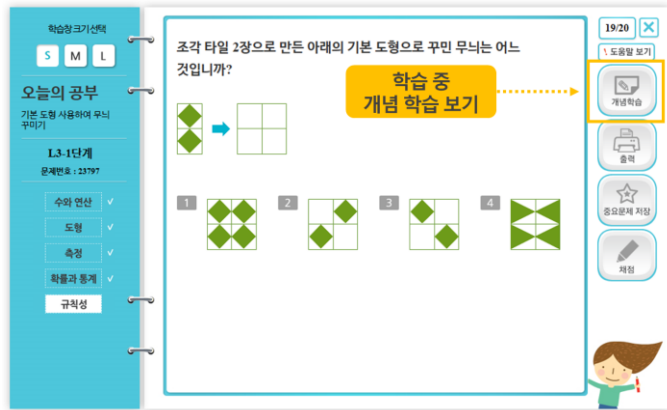 학습창크기선택
S M L
오늘의 공부
기본 도형 사용하여 무늬
꾸미기
L3-1단계
문제번호 : 23797
수와 연산
도형
측정
확률과 통계
규칙성
조각 타일 2장으로 만든 아래의 기본 도형으로 꾸민 무늬는 어느
것입니까?
학습 중
개념 학습 보기
1
2
3
4
19/20
도움말 보기
개념학습
출력
중요문제 저장
채점